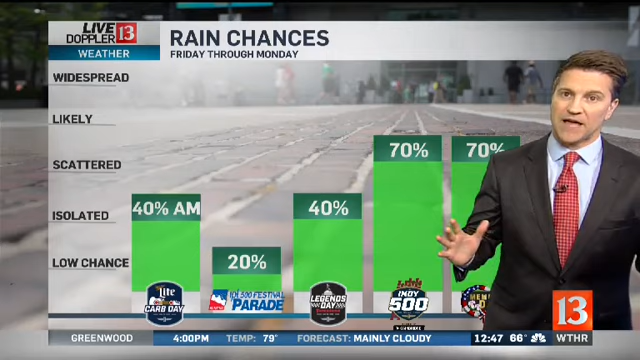 LIVE
DOPPLER 13
WEATHER
RAIN CHANCES
FRIDAY THROUGH MONDAY
WIDESPREAD
LIKELY
SCATTERED
ISOLATED
LOW CHANCE
40% AM
20%
40%
70%
70%
Lite
CARB DAY
500 FESTIVAL
PARADE
LEGENDS
DAY
INDY
500
13
GREENWOOD 4:00PM TEMP: 79° FORECAST: MAINLY CLOUDY 12:47 66° WTHR